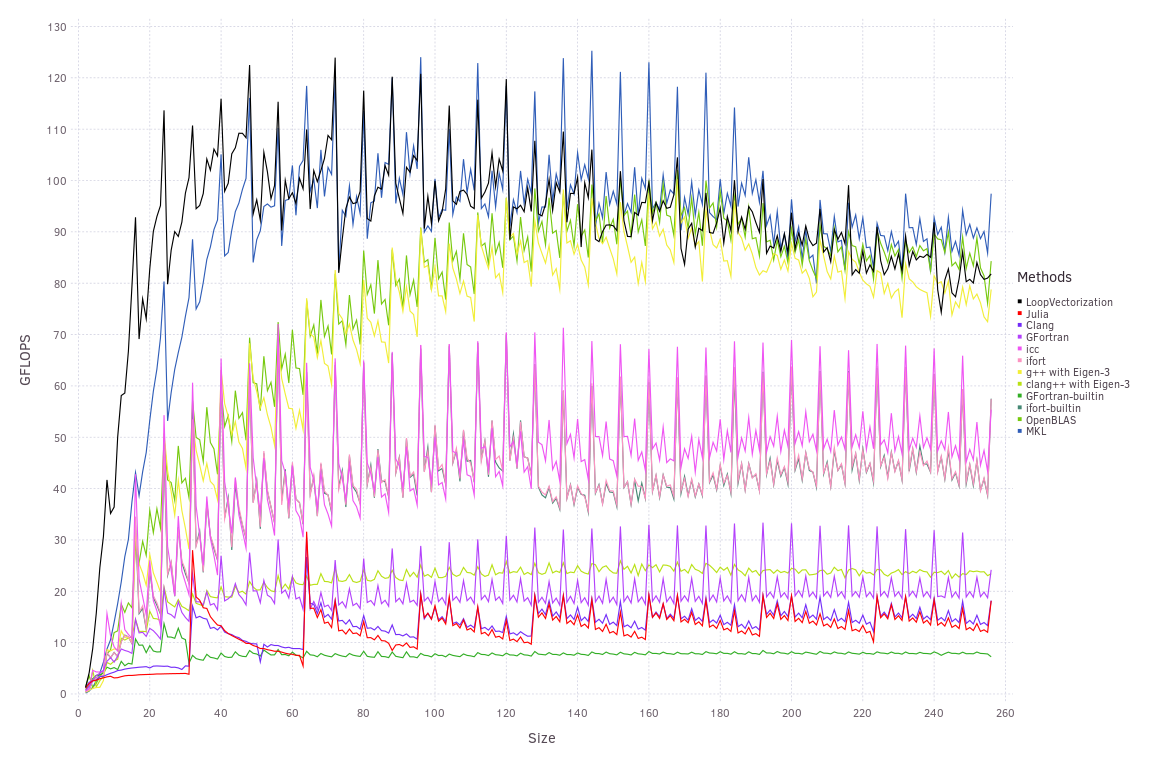 130
120
110
100
90
80
70
60
50
40
30
20
10
0
GFLOPS
0 20 40 60 80 100 120 140 160 180 200 220 240 260
Size
Methods
LoopVectorization
Julia
Clang
GFortran
icc
ifort
g++ with Eigen-3
clang++ with Eigen-3
GFortran-builtin
ifort-builtin
OpenBLAS
MKL